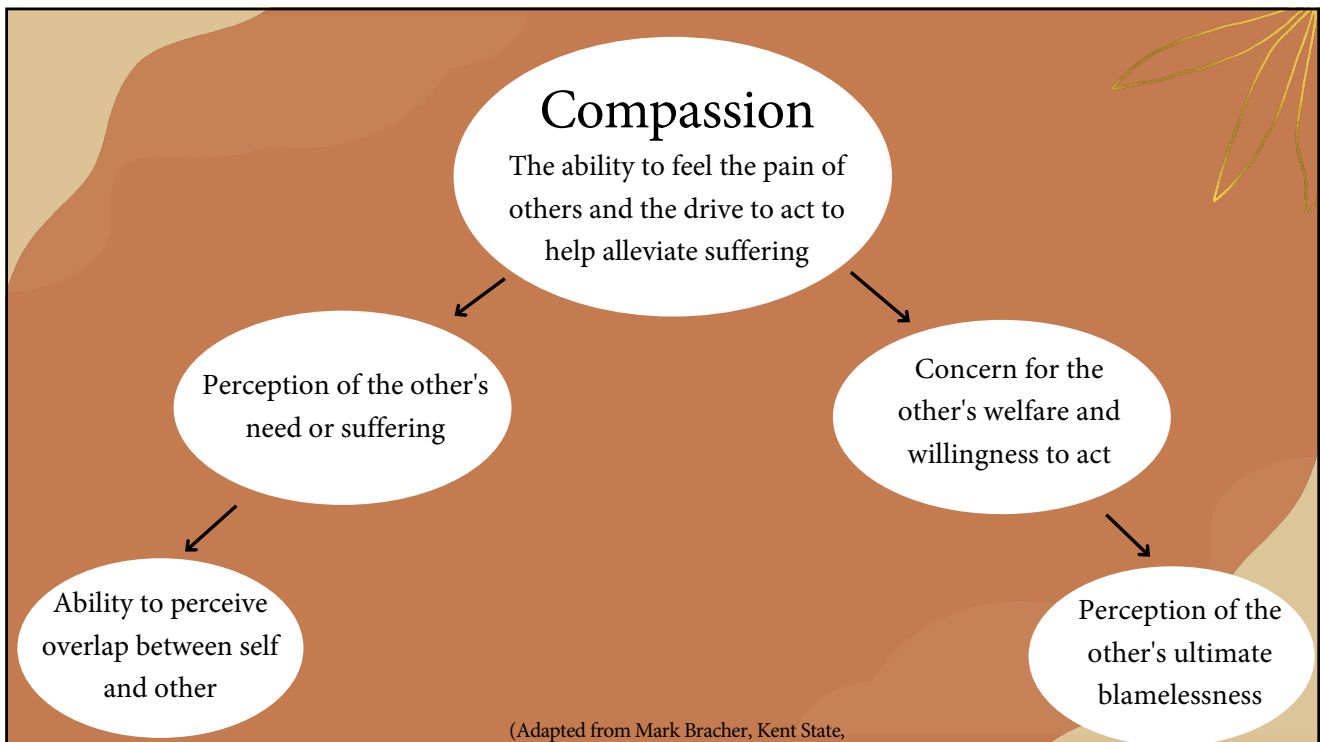 Compassion
The ability to feel the pain of
others and the drive to act to
help alleviate suffering
Perception of the other's
need or suffering
Concern for the
other's welfare and
willingness to act
Ability to perceive
overlap between self
and other
Perception of the
other's ultimate
blamelessness
(Adapted from Mark Bracher, Kent State,